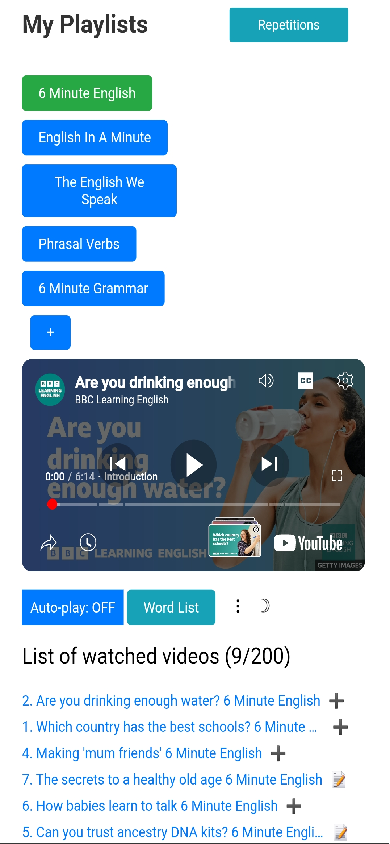 My Playlists
Repetitions
6 Minute English
English In A Minute
The English We
Speak
Phrasal Verbs
6 Minute Grammar
+
BBC
LEARNING
ENGLISH
Are you drinking enough
CC
BBC Learning English
Are you
drinking
enough water?
0:00 / 6:14 · Introduction
BBC LEARNING ENGLISH
YouTube
GETTY IMAGES
Auto-play: OFF
Word List
List of watched videos (9/200)
2. Are you drinking enough water? 6 Minute English
1. Which country has the best schools? 6 Minute ...
4. Making 'mum friends' 6 Minute English
7. The secrets to a healthy old age 6 Minute English
6. How babies learn to talk 6 Minute English
5. Can you trust ancestry DNA kits? 6 Minute Engli...